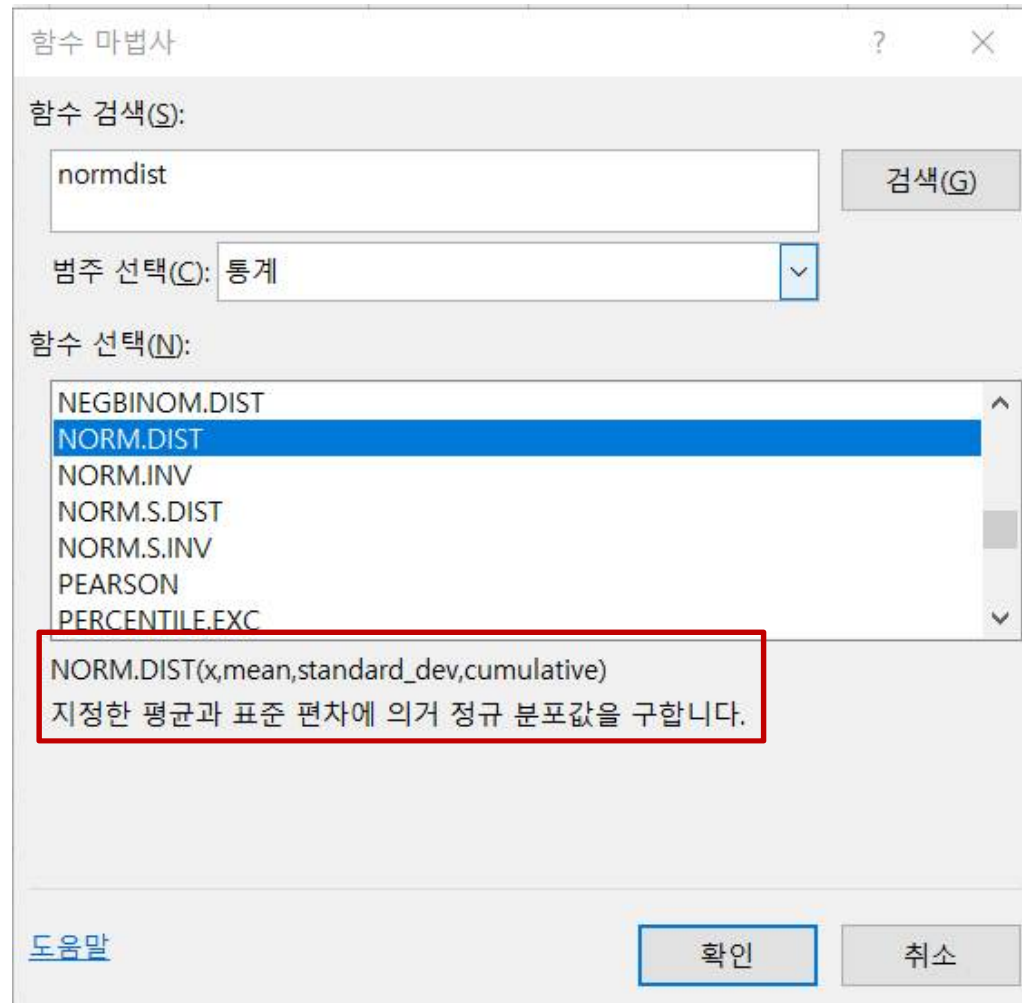 함수 마법사 ? ×
함수 검색(S):
normdist
검색(G)
범주 선택(C): 통계
함수 선택(N):
NEGBINOM.DIST
NORM.DIST
NORM.INV
NORM.S.DIST
NORM.S.INV
PEARSON
PERCENTILE.EXC
NORM.DIST(x,mean,standard_dev,cumulative)
지정한 평균과 표준 편차에 의거 정규 분포값을 구합니다.
도움말
확인
취소